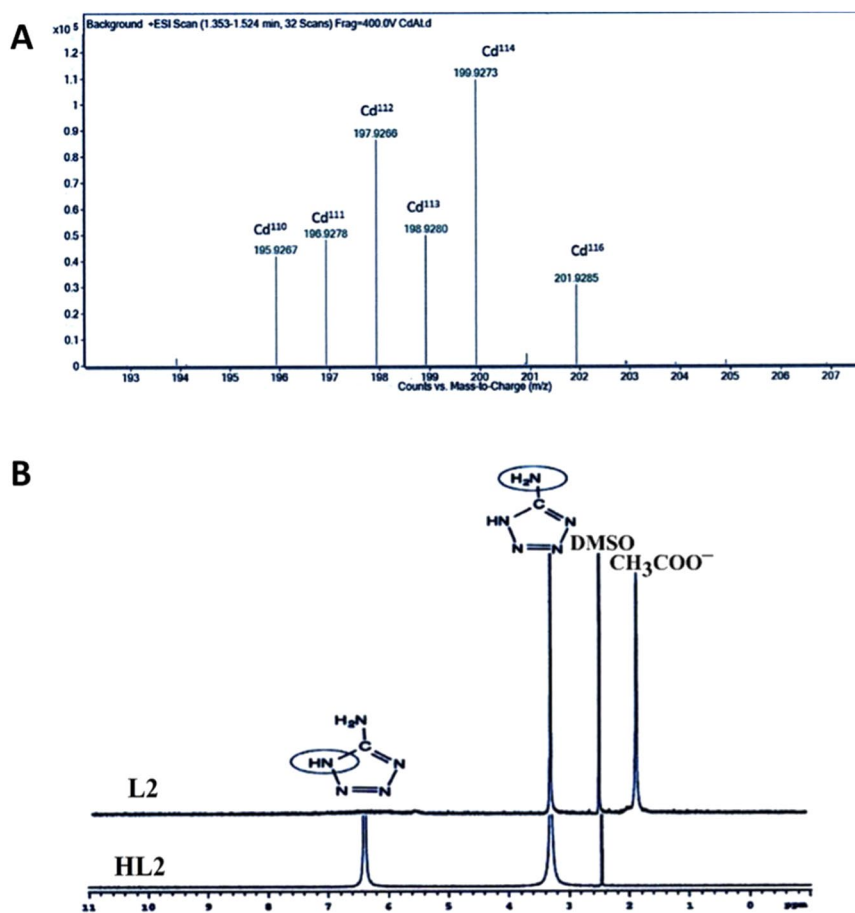 A
x10 5
Background +ESI Scan (1.353-1.524 min, 32 Scans) Frag=400.0V CdAl.d
1.2
1.1
1
0.9
0.8
0.7
0.6
0.5
0.4
0.3
0.2
0.1
0
Cd110
195.9267
Cd111
196.9278
Cd112
197.9266
Cd113
198.9280
Cd114
199.9273
Cd116
201.9285
193 194 195 196 197 198 199 200 201 202 203 204 205 206 207
Counts vs. Mass-to-Charge (m/z)
B
H2N
C
HN N
N N
DMSO
CH3COO−
H2N
C
HN N
N N
L2
HL2
11 10 9 8 7 6 5 4 3 2 1 0 ppm